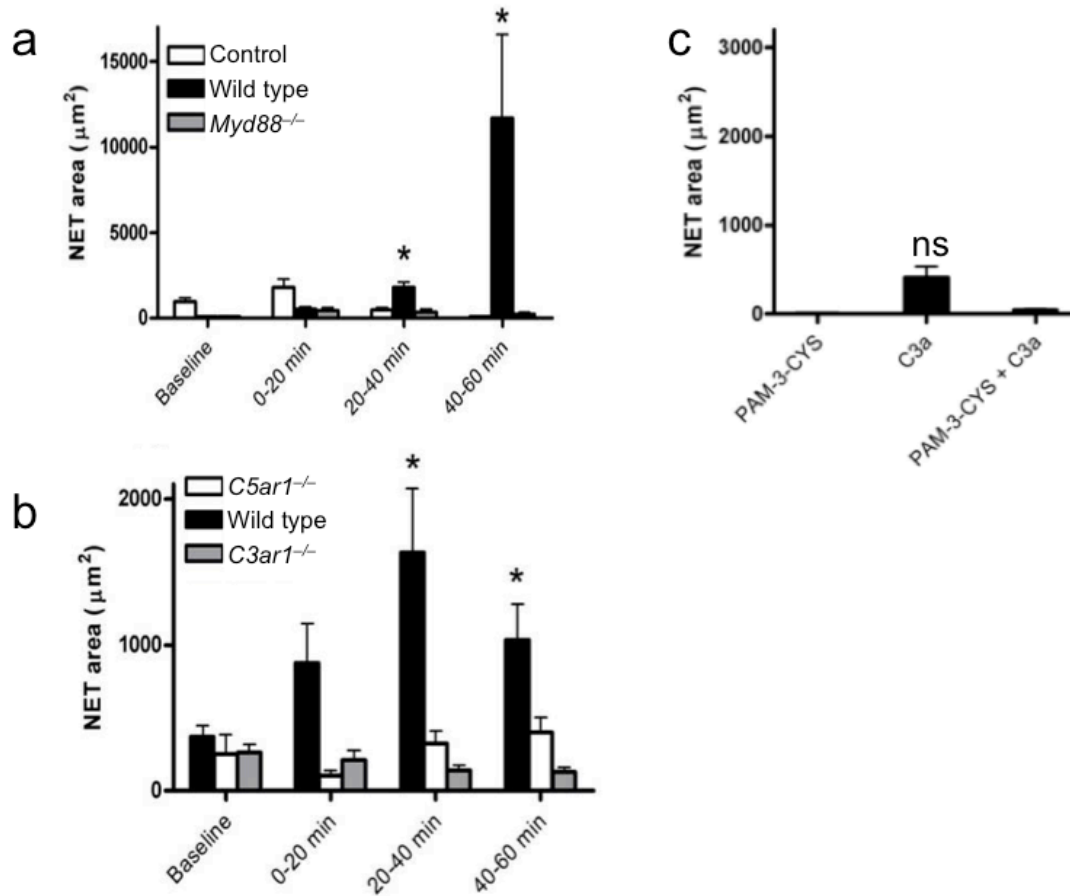 a
Control
Wild type
Myd88–/–
NET area (μm2)
15000
10000
5000
0
*
*
Baseline
0-20 min
20-40 min
40-60 min
b
C5ar1–/–
Wild type
C3ar1–/–
NET area (μm2)
2000
1000
0
*
*
Baseline
0-20 min
20-40 min
40-60 min
c
NET area (μm2)
3000
2000
1000
0
ns
PAM-3-CYS
C3a
PAM-3-CYS + C3a